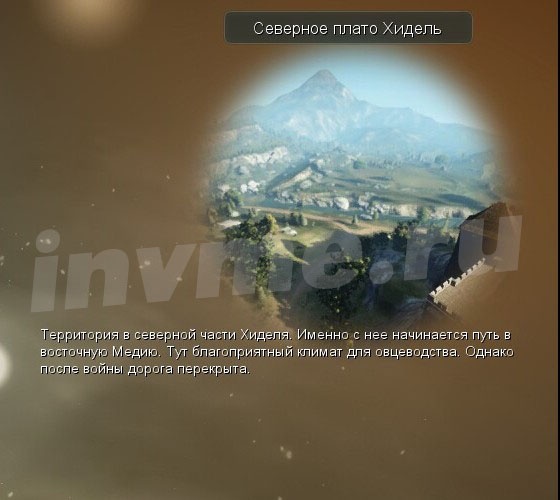 Северное плато Хидель
invme.ru
Территория в северной части Хиделя. Именно с нее начинается путь в
восточную Медию. Тут благоприятный климат для овцеводства. Однако
после войны дорога перекрыта.